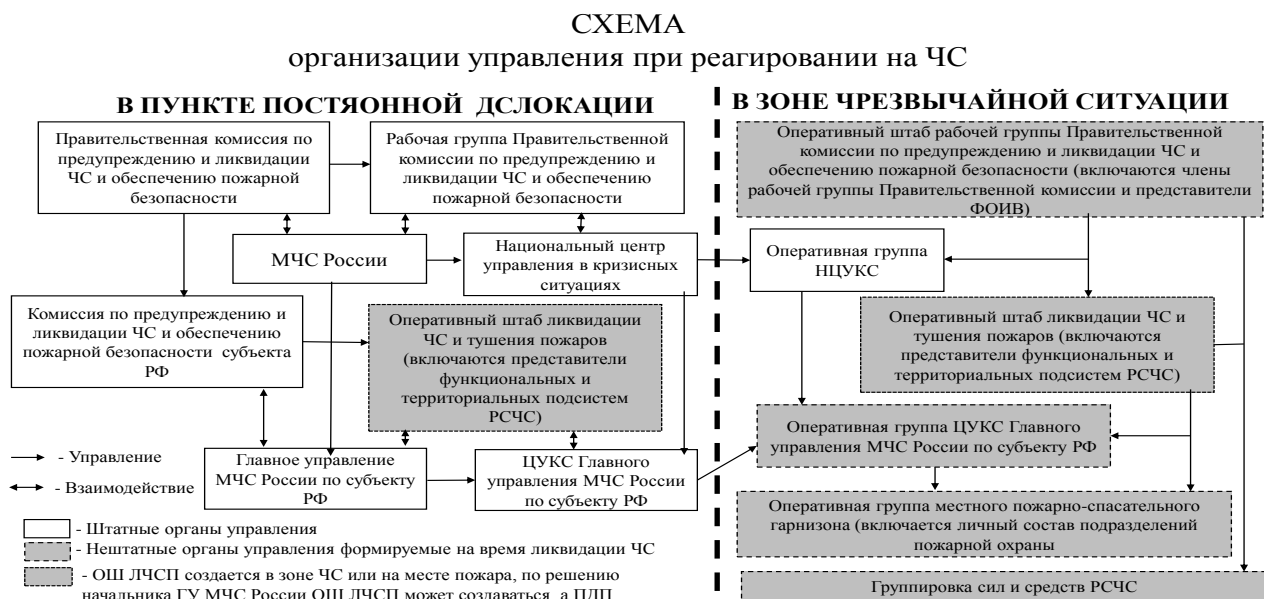 СХЕМА
организации управления при реагировании на ЧС
В ПУНКТЕ ПОСТЯОННОЙ ДСЛОКАЦИИ
Правительственная комиссия по
предупреждению и ликвидации
ЧС и обеспечению пожарной
безопасности
Рабочая группа Правительственной
комиссии по предупреждению и
ликвидации ЧС и обеспечению
пожарной безопасности
МЧС России
Национальный центр
управления в кризисных
ситуациях
Комиссия по предупреждению и
ликвидации ЧС и обеспечению
пожарной безопасности субъекта
РФ
Оперативный штаб ликвидации
ЧС и тушения пожаров
(включаются представители
функциональных и
территориальных подсистем
РСЧС)
Главное управление
МЧС России по субъекту
РФ
ЦУКС Главного
управления МЧС России
по субъекту РФ
В ЗОНЕ ЧРЕЗВЫЧАЙНОЙ СИТУАЦИИ
Оперативный штаб рабочей группы Правительственной
комиссии по предупреждению и ликвидации ЧС и
обеспечению пожарной безопасности (включаются члены
рабочей группы Правительственной комиссии и представители
ФОИВ)
Оперативная группа
НЦУКС
Оперативный штаб ликвидации ЧС и
тушения пожаров (включаются
представители функциональных и
территориальных подсистем РСЧС)
Оперативная группа ЦУКС Главного
управления МЧС России по субъекту РФ
Оперативная группа местного пожарно-спасательного
гарнизона (включается личный состав подразделений
пожарной охраны
Группировка сил и средств РСЧС
- Управление
- Взаимодействие
- Штатные органы управления
- Нештатные органы управления формируемые на время ликвидации ЧС
- ОШ ЛЧСП создается в зоне ЧС или на месте пожара, по решению
начальника ГУ МЧС России ОШ ЛЧСП может создаваться а ПДП